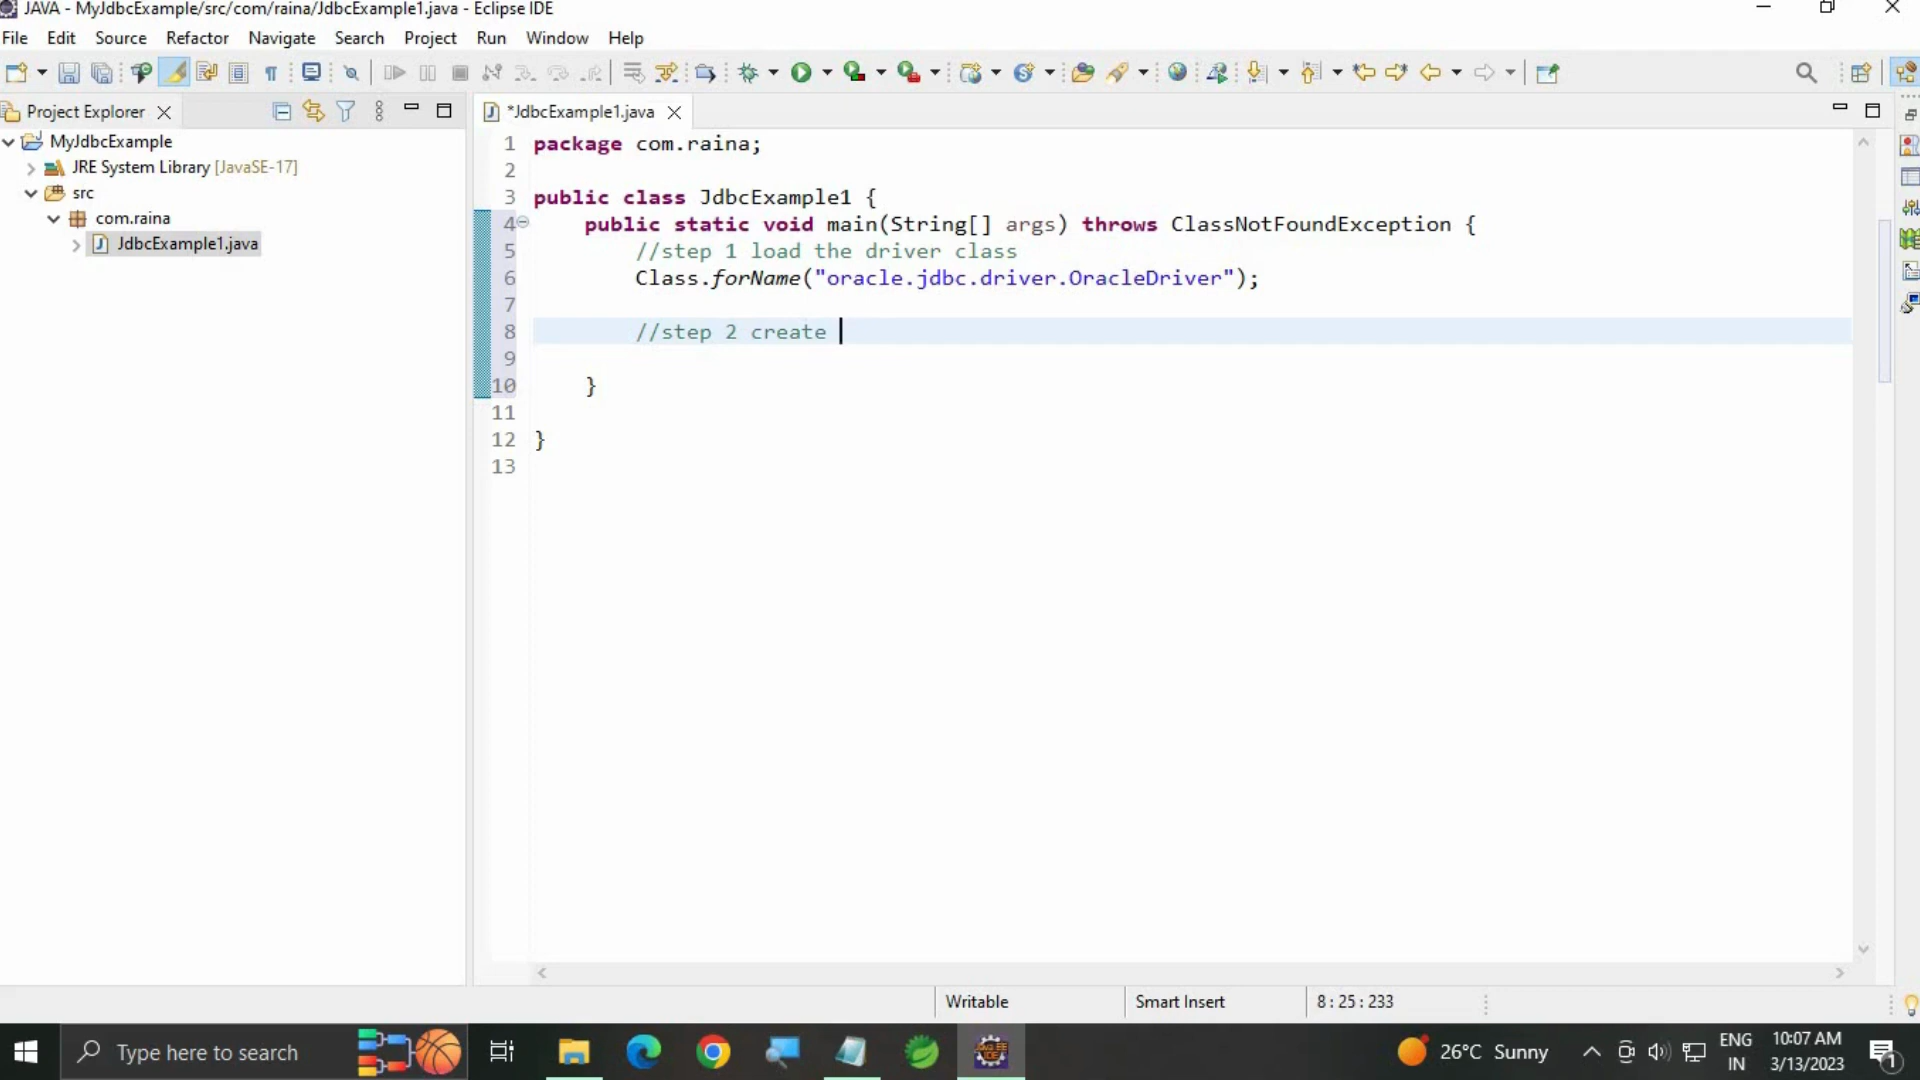 JAVA - MyJdbcExample/src/com/raina/JdbcExample1.java - Eclipse IDE
File Edit Source Refactor Navigate Search Project Run Window Help
Project Explorer
*JdbcExample1.java
MyJdbcExample
JRE System Library [JavaSE-17]
src
com.raina
JdbcExample1.java
1 package com.raina;
2
3 public class JdbcExample1 {
4 public static void main(String[] args) throws ClassNotFoundException {
5 //step 1 load the driver class
6 Class.forName("oracle.jdbc.driver.OracleDriver");
7
8 //step 2 create
9
10 }
11
12 }
13
Writable Smart Insert 8 : 25 : 233
Type here to search
26°C Sunny
ENG
IN
10:07 AM
3/13/2023
1